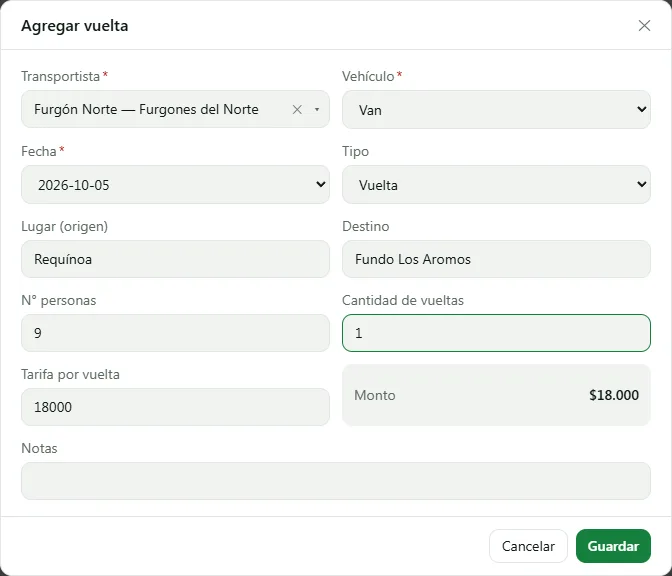 Agregar vuelta
Transportista*
Vehículo*
Furgón Norte — Furgones del Norte
Van
Fecha*
Tipo
2026-10-05
Vuelta
Lugar (origen)
Destino
Requínoa
Fundo Los Aromos
N° personas
Cantidad de vueltas
9
1
Tarifa por vuelta
18000
Monto $18.000
Notas
Cancelar
Guardar